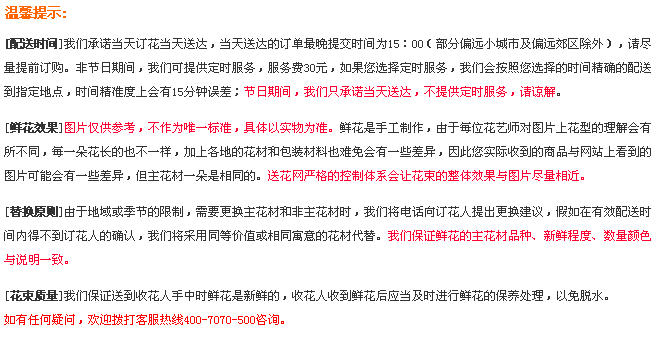 温馨提示:
[配送时间]我们承诺当天订花当天送达，当天送达的订单最晚提交时间为15：00(部分偏远小城市及偏远郊区除外)，请尽
量提前订购。非节日期间，我们可提供定时服务，服务费30元，如果您选择定时服务，我们会按照您选择的时间精确的配送
到指定地点，时间精准度上会有15分钟误差；节日期间，我们只承诺当天送达，不提供定时服务，请谅解。
[鲜花效果]图片仅供参考，不作为唯一标准，具体以实物为准。鲜花是手工制作，由于每位花艺师对图片上花型的理解会有
所不同，每一朵花长的也不一样，加上各地的花材和包装材料也难免会有一些差异，因此您实际收到的商品与网站上看到的
图片可能会有一些差异，但主花材一朵是相同的。送花网严格的控制体系会让花束的整体效果与图片尽量相近。
[替换原则]由于地域或季节的限制，需要更换主花材和非主花材时，我们将电话向订花人提出更换建议，假如在有效配送时
间内得不到订花人的确认，我们将采用同等价值或相同寓意的花材代替。我们保证鲜花的主花材品种、新鲜程度、数量颜色
与说明一致。
[花束质量]我们保证送到收花人手中时鲜花是新鲜的，收花人收到鲜花后应当及时进行鲜花的保养处理，以免脱水。
如有任何疑问，欢迎拨打客服热线400-7070-500咨询。